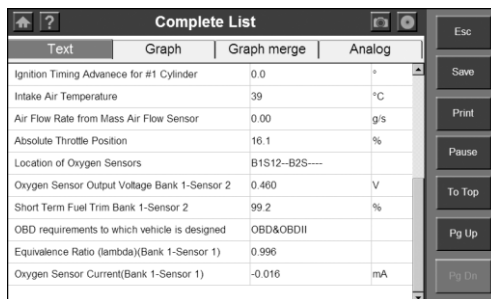 ?
Complete List
Text Graph Graph merge Analog
Ignition Timing Advanece for #1 Cylinder 0.0 °
Intake Air Temperature 39 °C
Air Flow Rate from Mass Air Flow Sensor 0.00 g/s
Absolute Throttle Position 16.1 %
Location of Oxygen Sensors B1S12--B2S----
Oxygen Sensor Output Voltage Bank 1-Sensor 2 0.460 V
Short Term Fuel Trim Bank 1-Sensor 2 99.2 %
OBD requirements to which vehicle is designed OBD&OBDII
Equivalence Ratio (lambda)(Bank 1-Sensor 1) 0.996
Oxygen Sensor Current(Bank 1-Sensor 1) -0.016 mA
Esc
Save
Print
Pause
To Top
Pg Up
Pg Dn